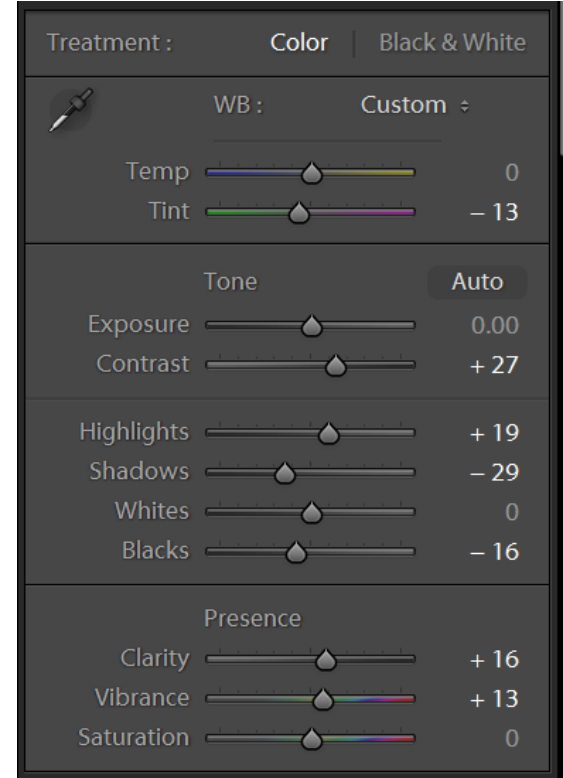 Treatment : Color Black & White
WB : Custom
Temp 0
Tint – 13
Tone Auto
Exposure 0.00
Contrast + 27
Highlights + 19
Shadows – 29
Whites 0
Blacks – 16
Presence
Clarity + 16
Vibrance + 13
Saturation 0